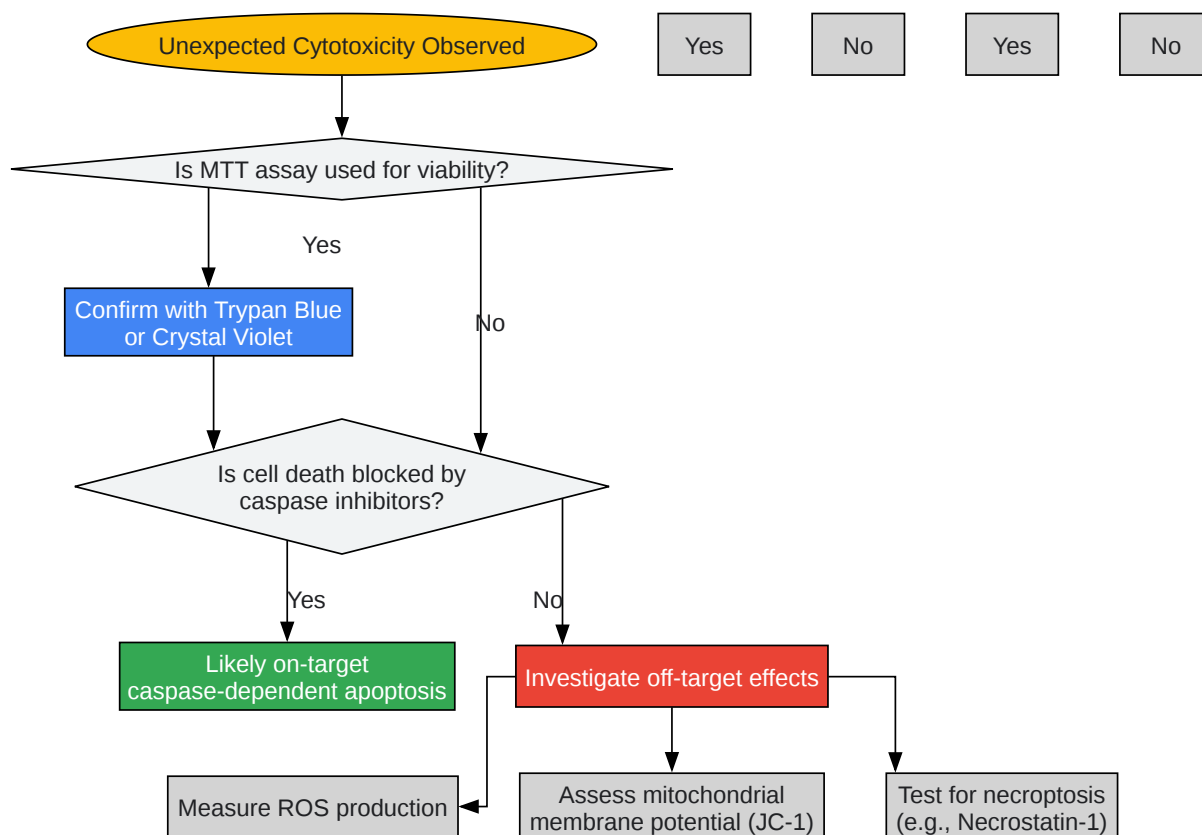 Unexpected Cytotoxicity Observed
Yes
No
Yes
No
Is MTT assay used for viability?
Yes
Confirm with Trypan Blue
or Crystal Violet
No
Is cell death blocked by
caspase inhibitors?
Yes
No
Likely on-target
caspase-dependent apoptosis
Investigate off-target effects
Measure ROS production
Assess mitochondrial
membrane potential (JC-1)
Test for necroptosis
(e.g., Necrostatin-1)